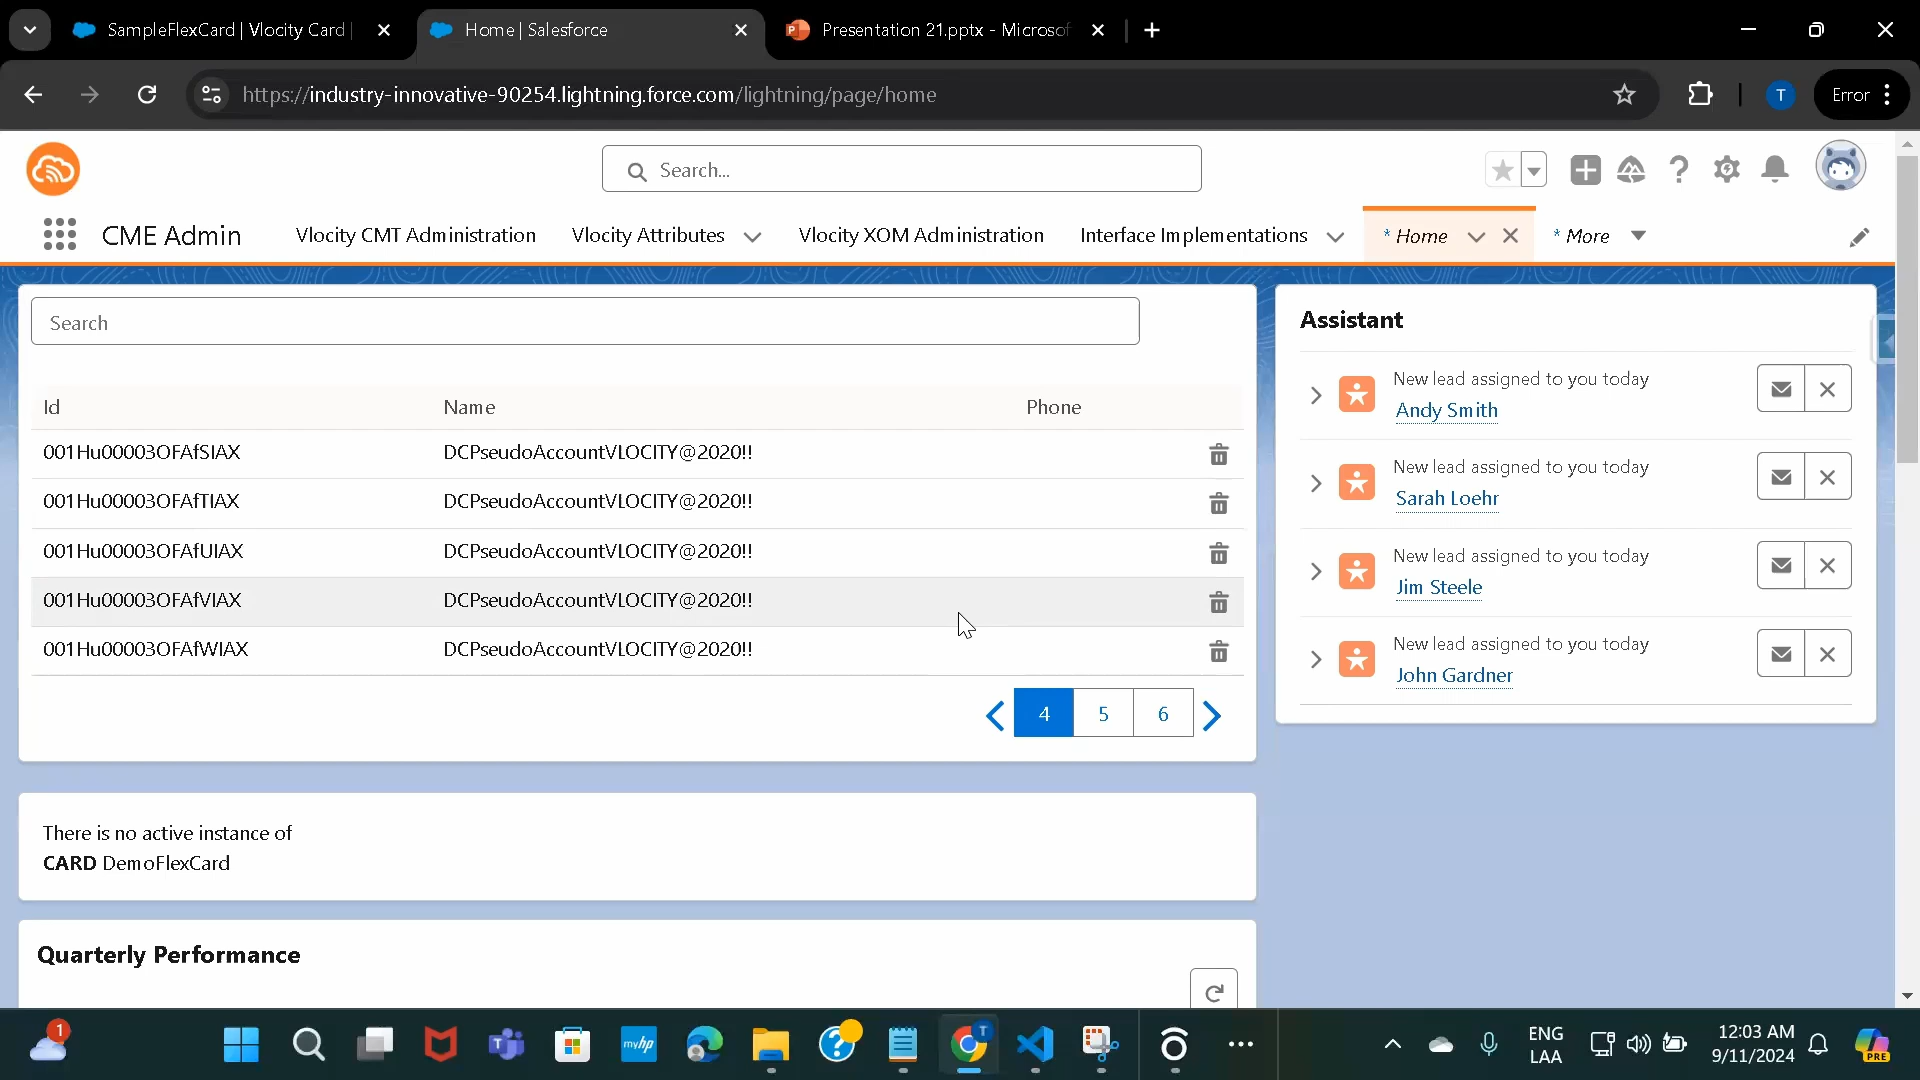 SampleFlexCard | Vlocity Card |
Home | Salesforce
Presentation 21.pptx - Microsof
https://industry-innovative-90254.lightning.force.com/lightning/page/home
T
Error
Search...
CME Admin
Vlocity CMT Administration
Vlocity Attributes
Vlocity XOM Administration
Interface Implementations
* Home
* More
Search
Id Name Phone
001Hu00003OFAfSIAX DCPseudoAccountVLOCITY@2020!!
001Hu00003OFAfTIAX DCPseudoAccountVLOCITY@2020!!
001Hu00003OFAfUIAX DCPseudoAccountVLOCITY@2020!!
001Hu00003OFAfVIAX DCPseudoAccountVLOCITY@2020!!
001Hu00003OFAfWIAX DCPseudoAccountVLOCITY@2020!!
4 5 6
There is no active instance of
CARD DemoFlexCard
Quarterly Performance
Assistant
New lead assigned to you today
Andy Smith
New lead assigned to you today
Sarah Loehr
New lead assigned to you today
Jim Steele
New lead assigned to you today
John Gardner
1
myhp
T
ENG
LAA
12:03 AM
9/11/2024
PRE